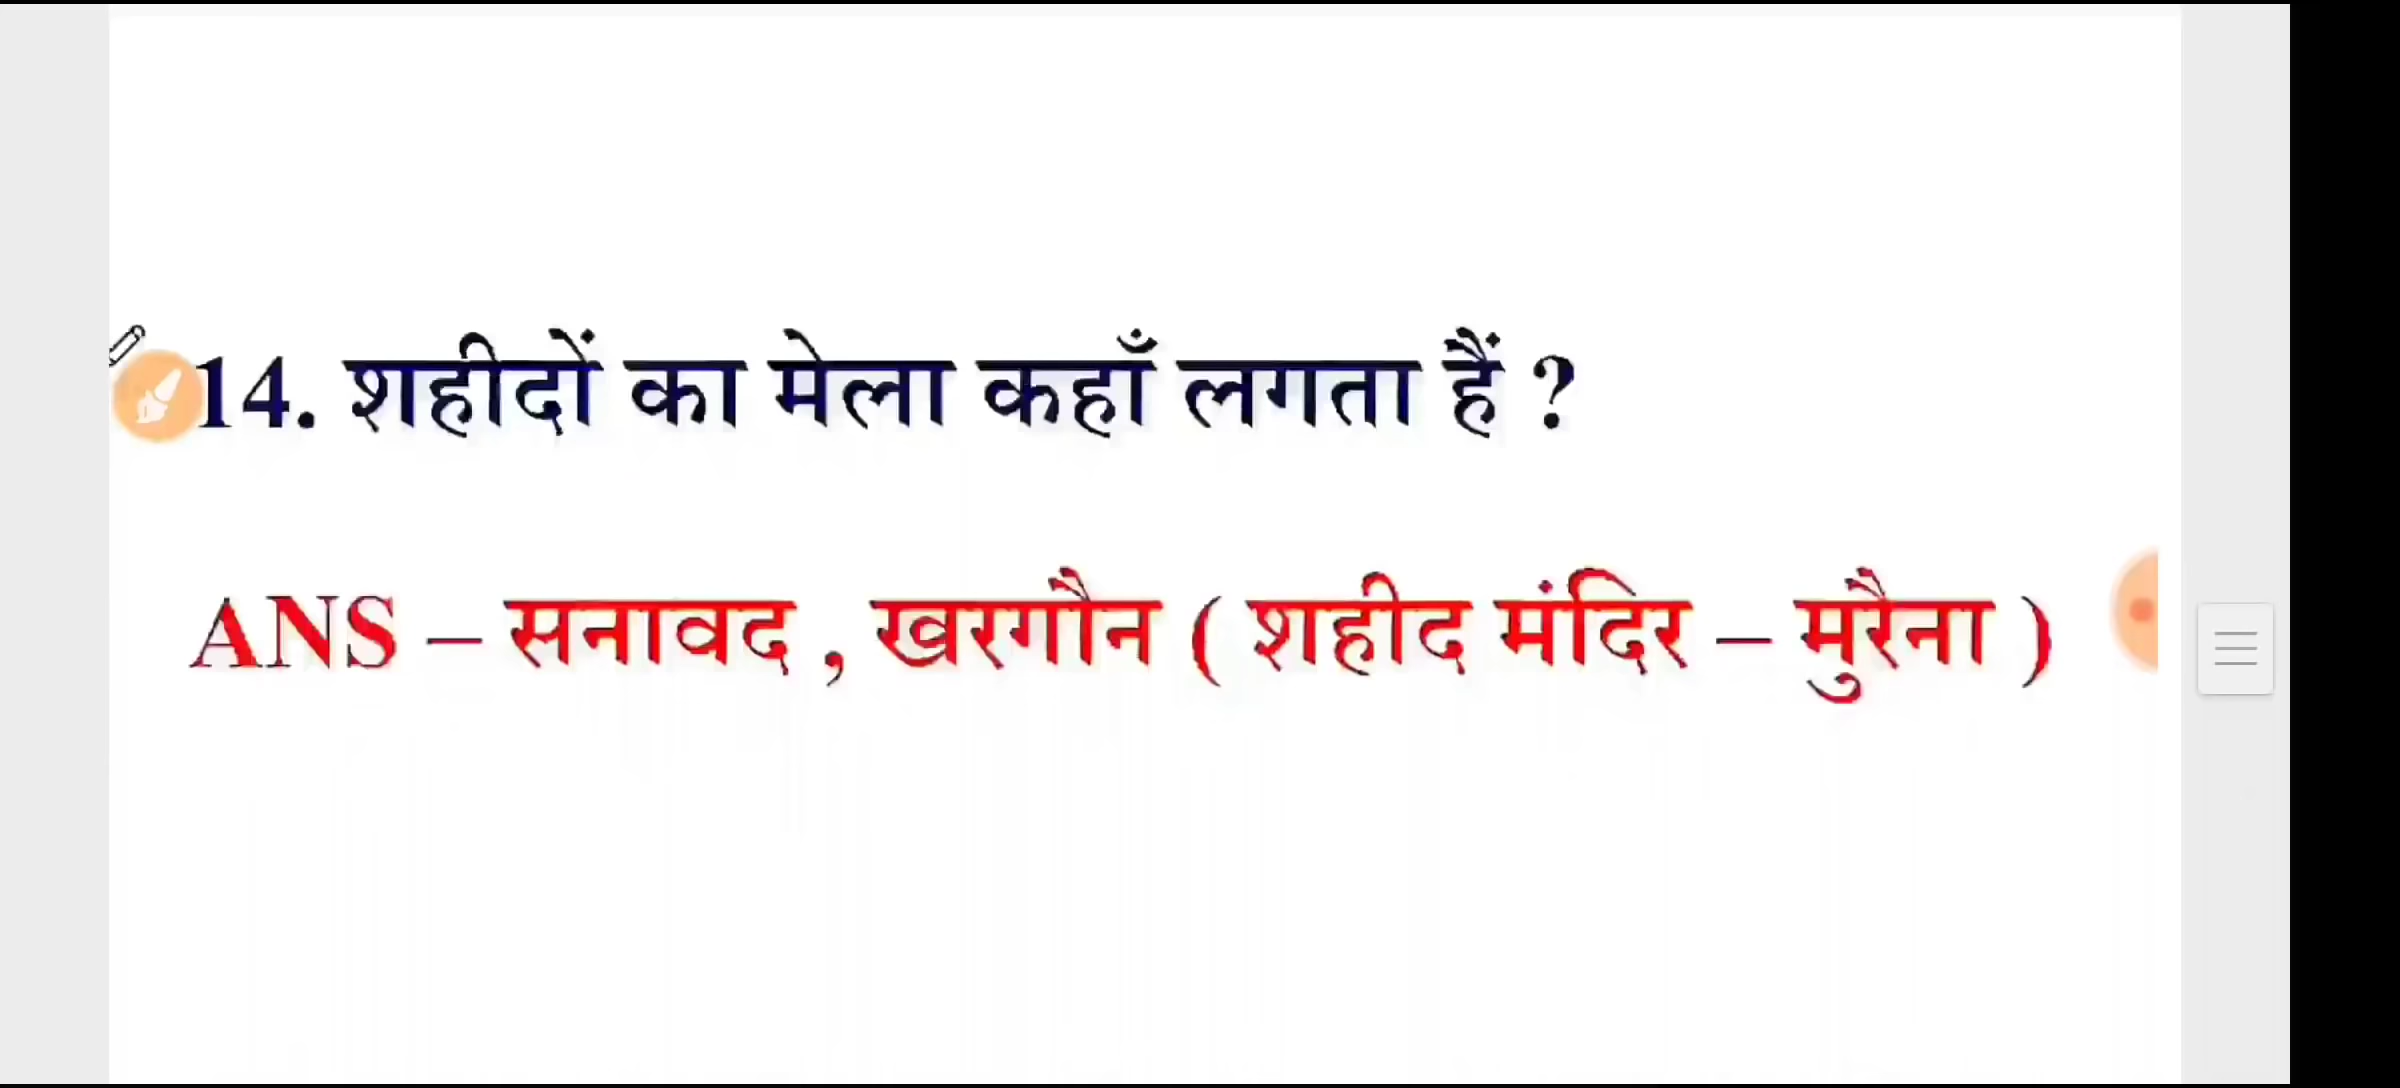 14. शहीदों का मेला कहाँ लगता हैं ?
ANS – सनावद , खरगौन ( शहीद मंदिर – मुरैना )